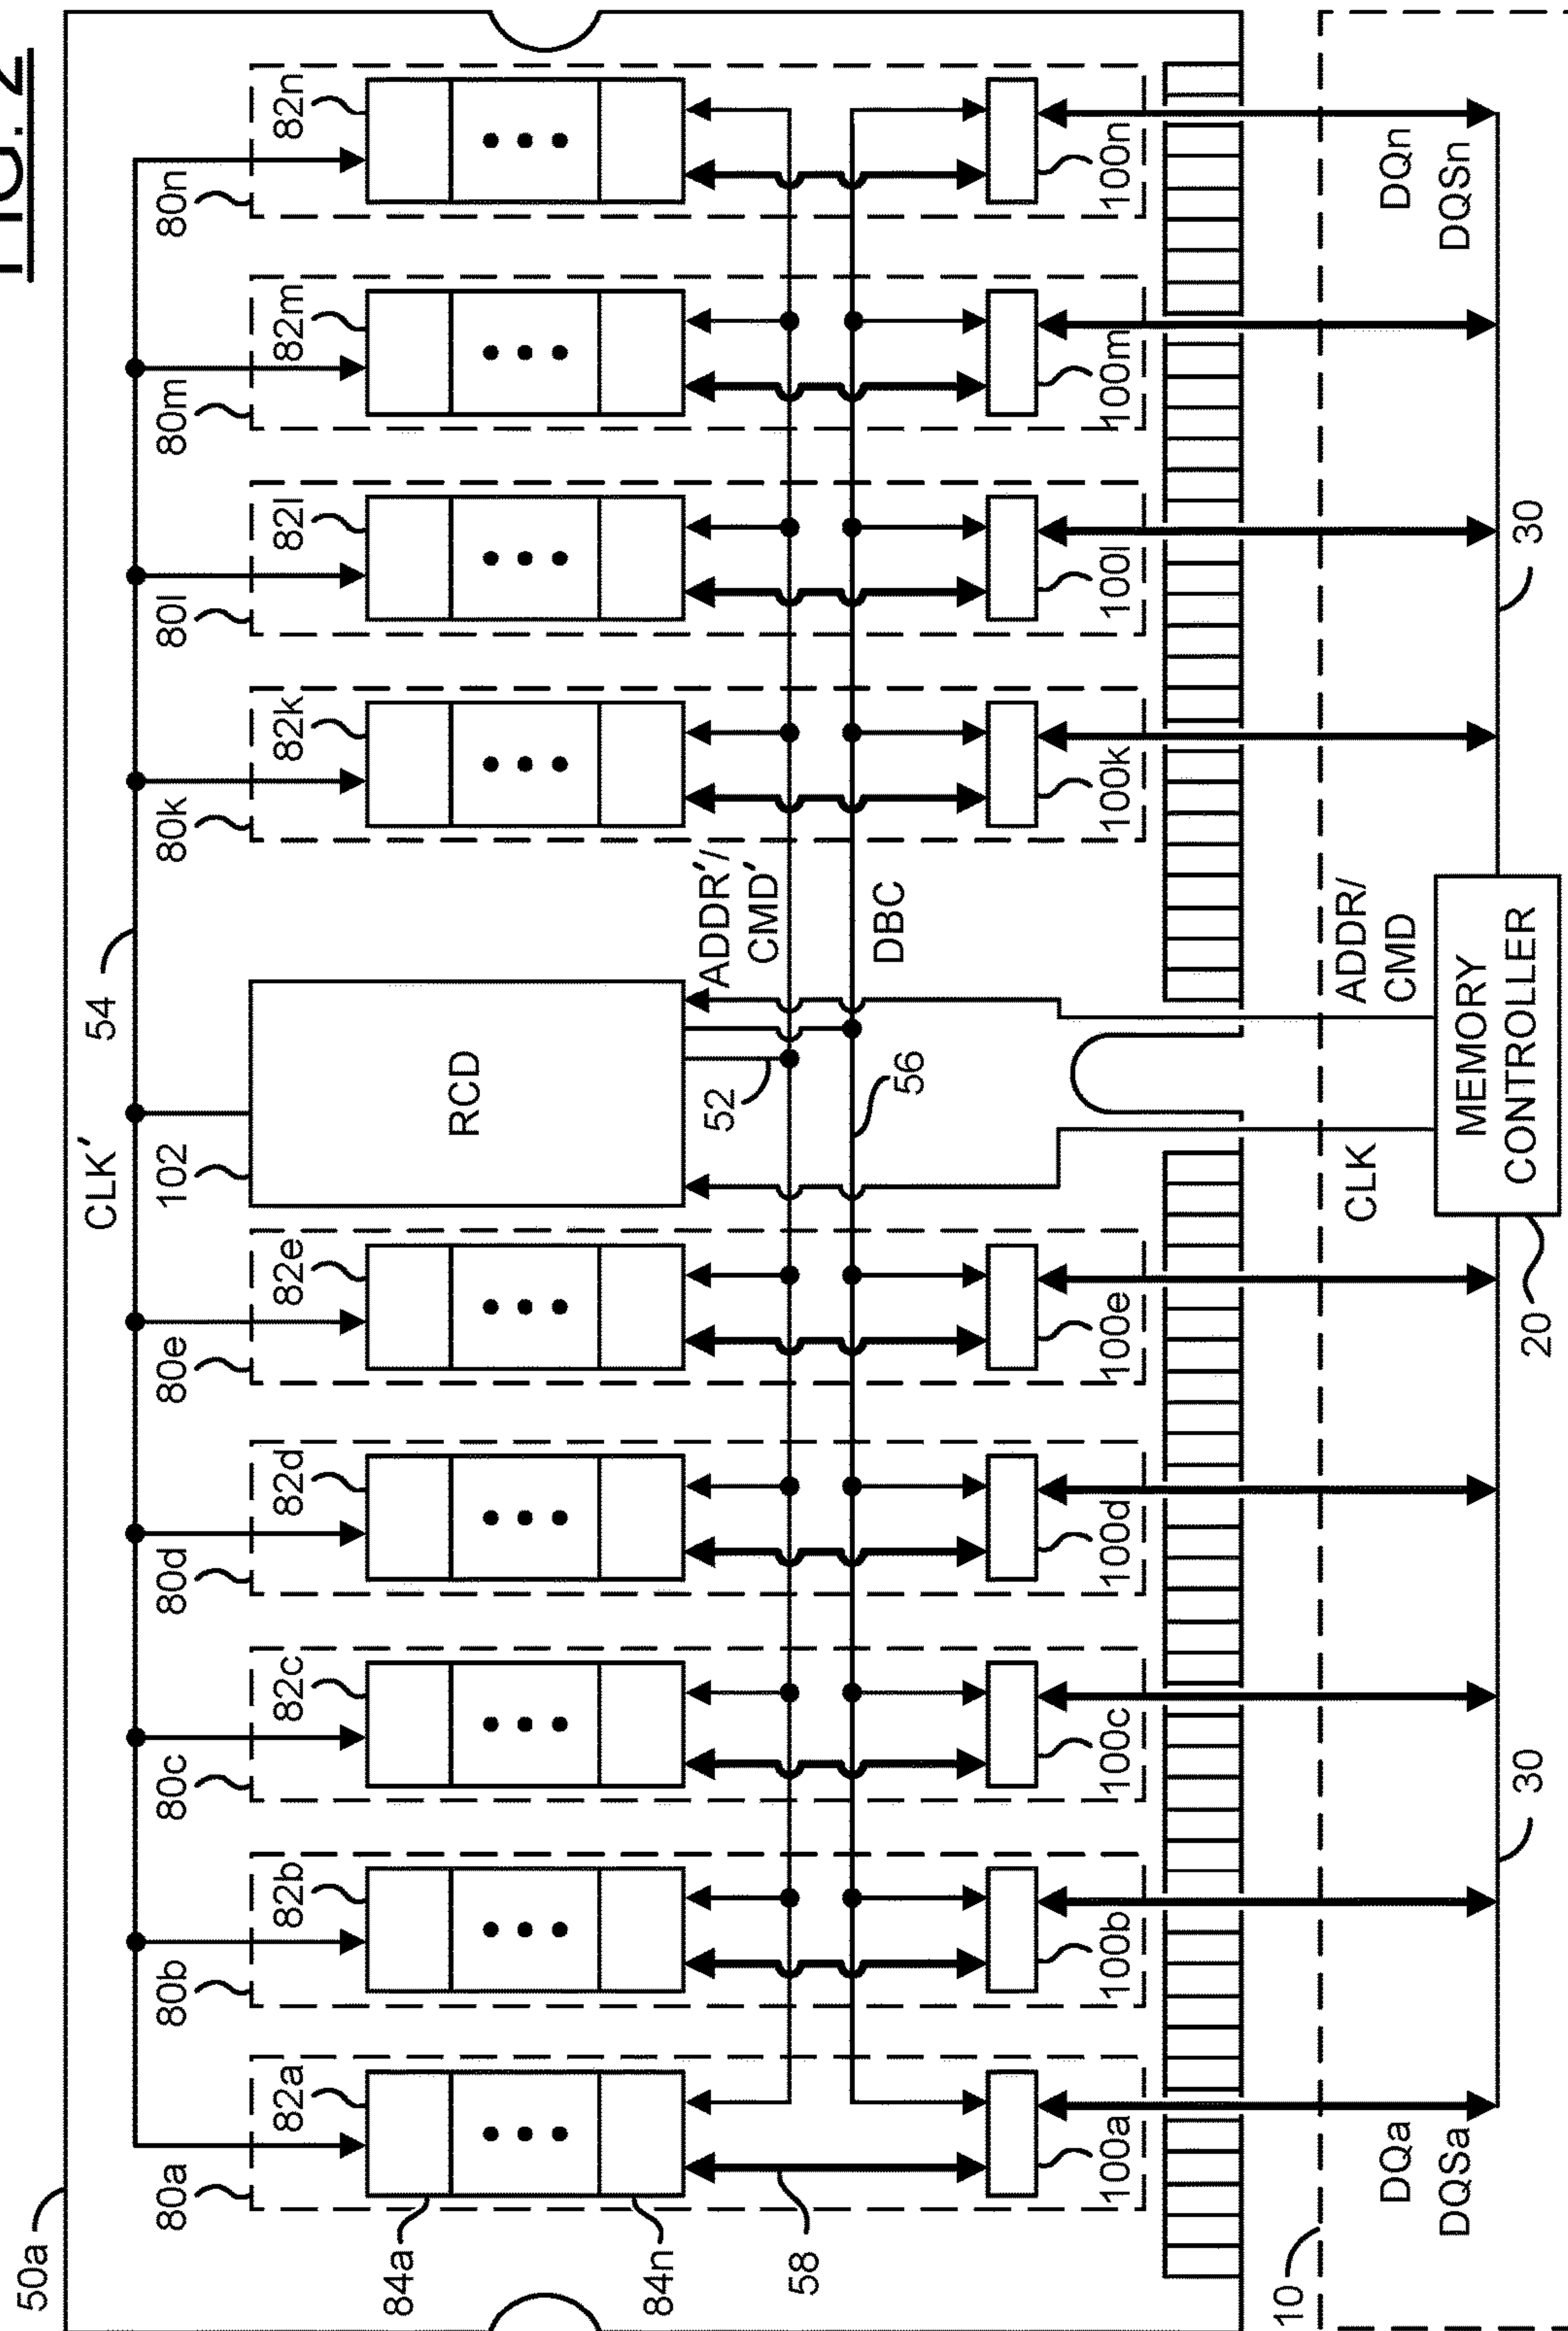 FIG. 2
50a
CLK'
54
80a
80b
80c
80d
80e
102
80k
80l
80m
80n
82a
82b
82c
82d
82e
82k
82l
82m
82n
84a
84n
RCD
52
ADDR'/
CMD'
58
56
DBC
100a
100b
100c
100d
100e
100k
100l
100m
100n
10
CLK
ADDR/
CMD
DQa
DQSa
DQn
DQSn
MEMORY
CONTROLLER
30
20
30